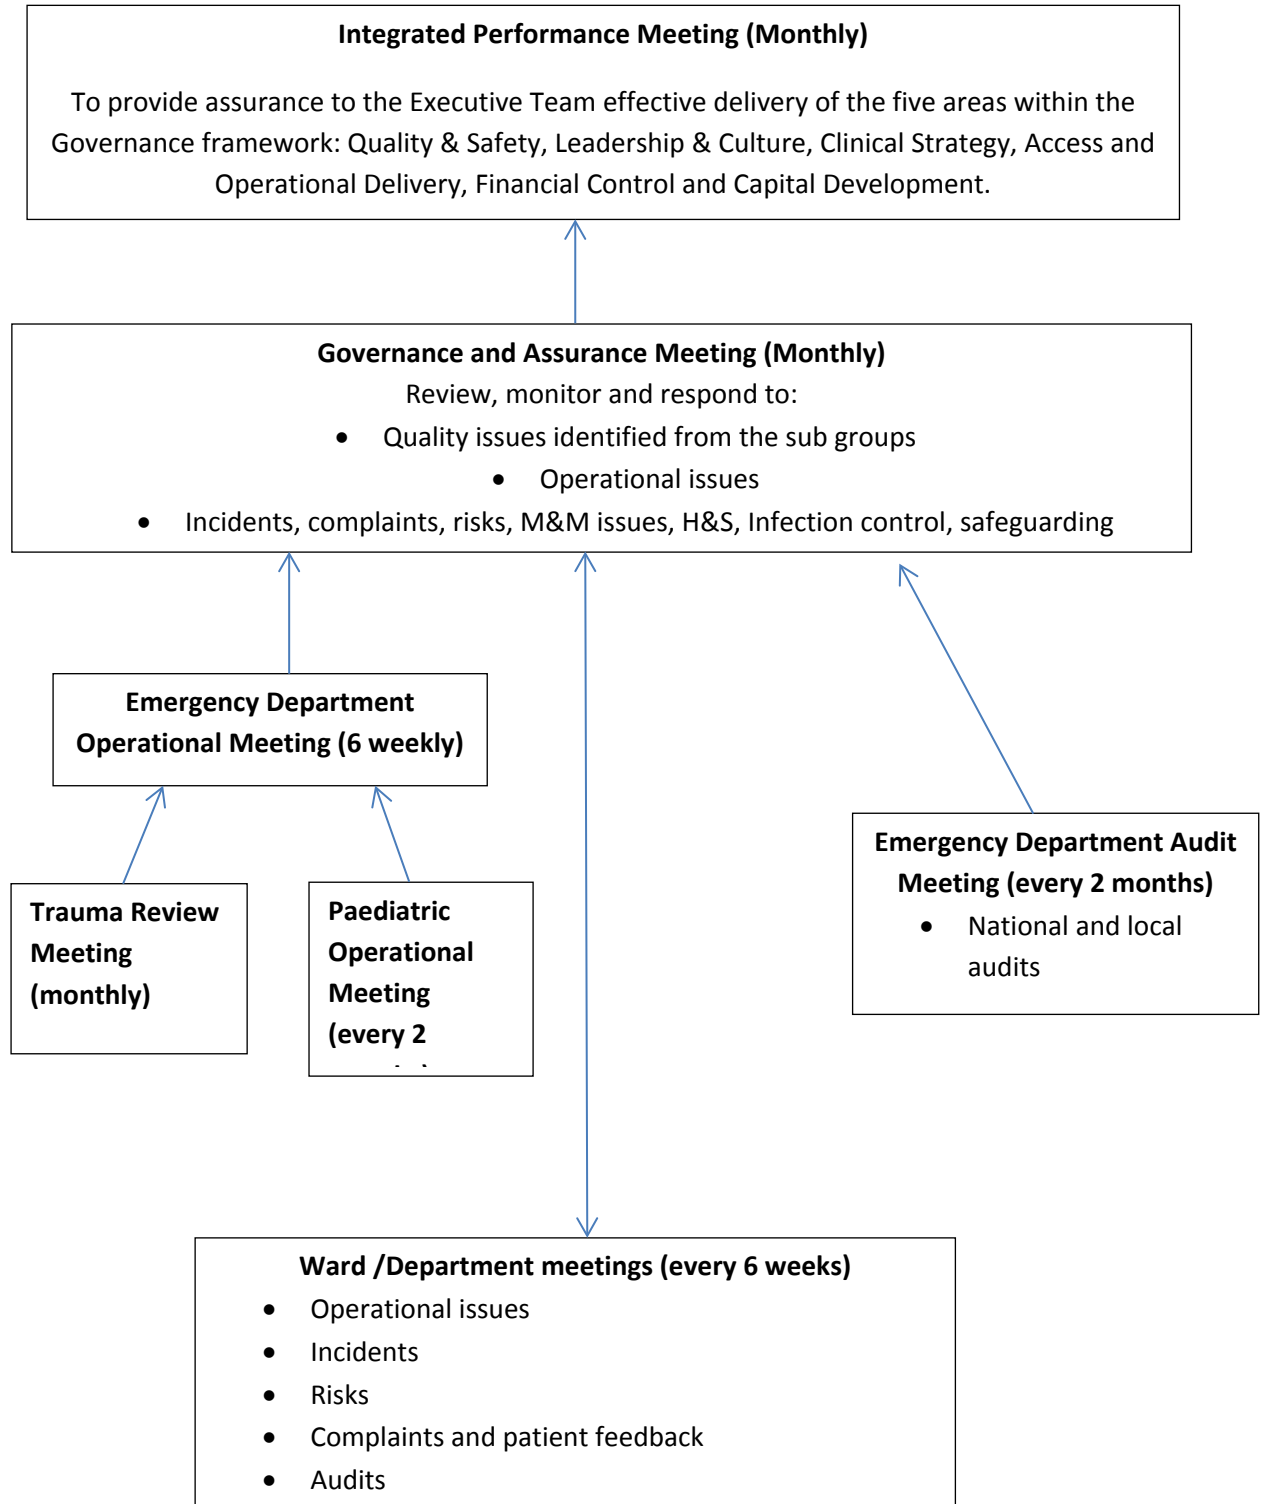 Integrated Performance Meeting (Monthly)
To provide assurance to the Executive Team effective delivery of the five areas within the
Governance framework: Quality & Safety, Leadership & Culture, Clinical Strategy, Access and
Operational Delivery, Financial Control and Capital Development.
Governance and Assurance Meeting (Monthly)
Review, monitor and respond to:
• Quality issues identified from the sub groups
• Operational issues
• Incidents, complaints, risks, M&M issues, H&S, Infection control, safeguarding
Emergency Department
Operational Meeting (6 weekly)
Trauma Review
Meeting
(monthly)
Paediatric
Operational
Meeting
(every 2
Emergency Department Audit
Meeting (every 2 months)
• National and local
audits
Ward /Department meetings (every 6 weeks)
• Operational issues
• Incidents
• Risks
• Complaints and patient feedback
• Audits